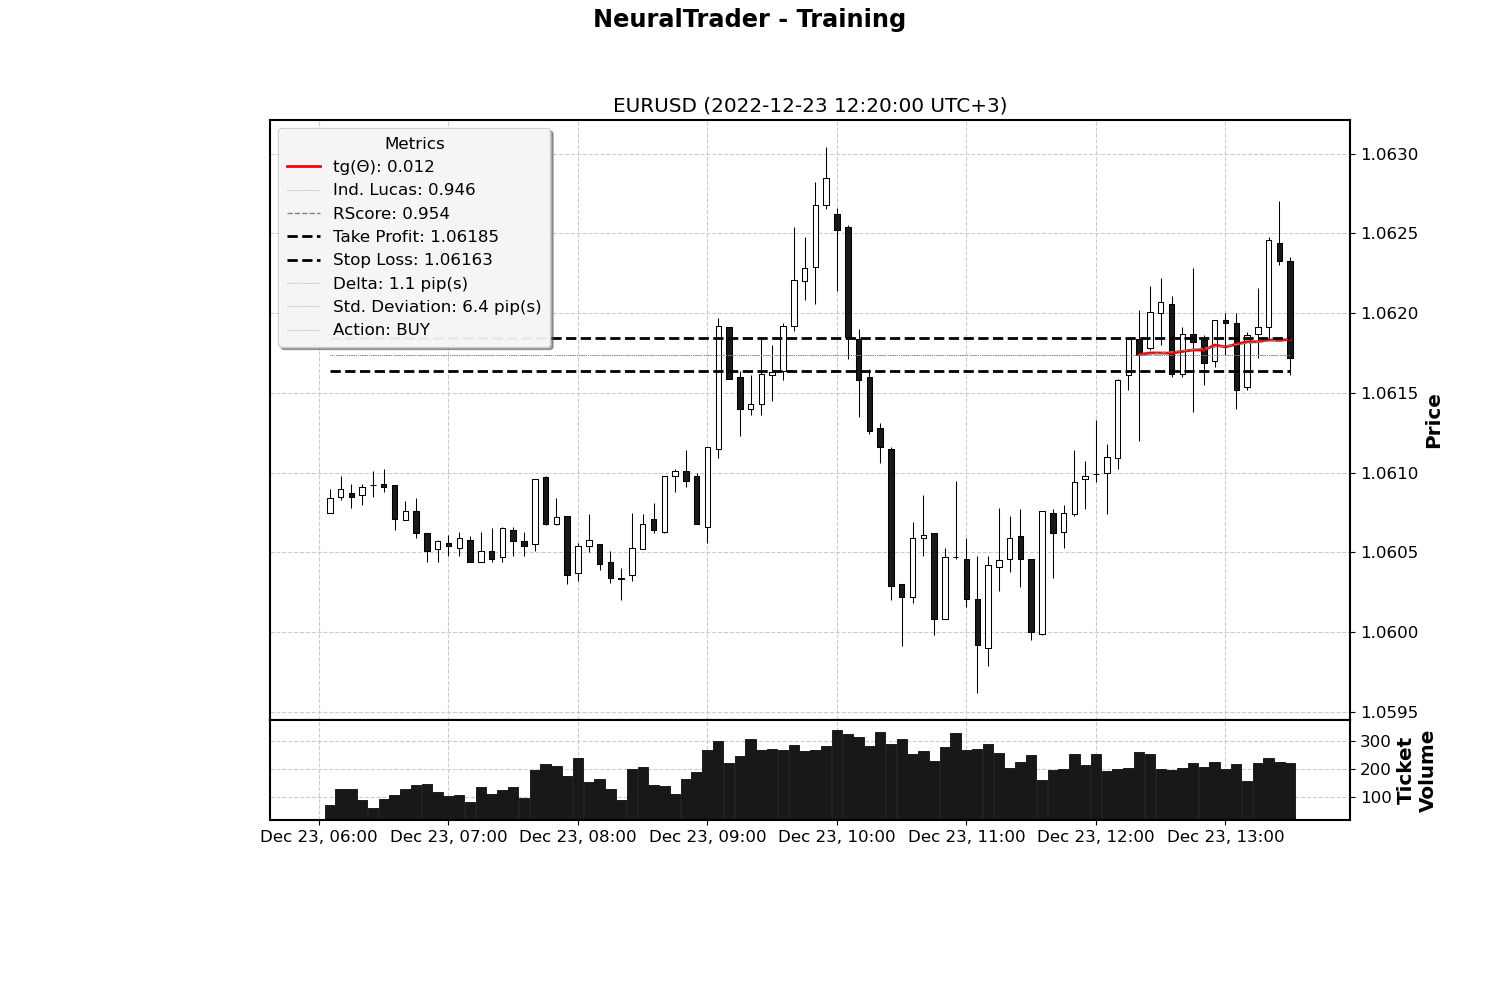 NeuralTrader - Training
EURUSD (2022-12-23 12:20:00 UTC+3)
Metrics
tg(Θ): 0.012
Ind. Lucas: 0.946
RScore: 0.954
Take Profit: 1.06185
Stop Loss: 1.06163
Delta: 1.1 pip(s)
Std. Deviation: 6.4 pip(s)
Action: BUY
1.0630
1.0625
1.0620
1.0615
1.0610
1.0605
1.0600
1.0595
Price
300
200
100
Ticket
Volume
Dec 23, 06:00 Dec 23, 07:00 Dec 23, 08:00 Dec 23, 09:00 Dec 23, 10:00 Dec 23, 11:00 Dec 23, 12:00 Dec 23, 13:00